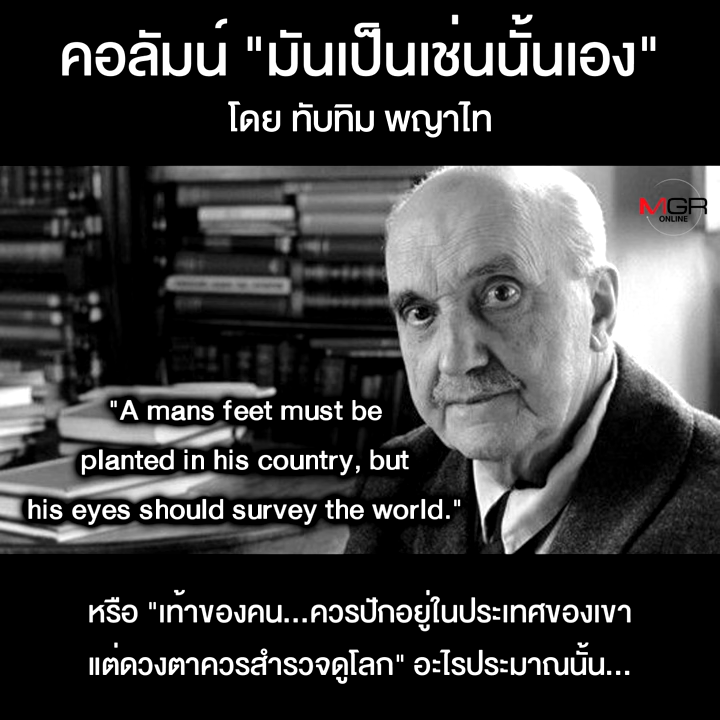 คอลัมน์ "มันเป็นเช่นนั้นเอง"
โดย ทับทิม พญาไท
MGR
ONLINE
"A mans feet must be
planted in his country, but
his eyes should survey the world."
หรือ "เท้าของคน...ควรปักอยู่ในประเทศของเขา
แต่ดวงตาควรสำรวจดูโลก" อะไรประมาณนั้น...